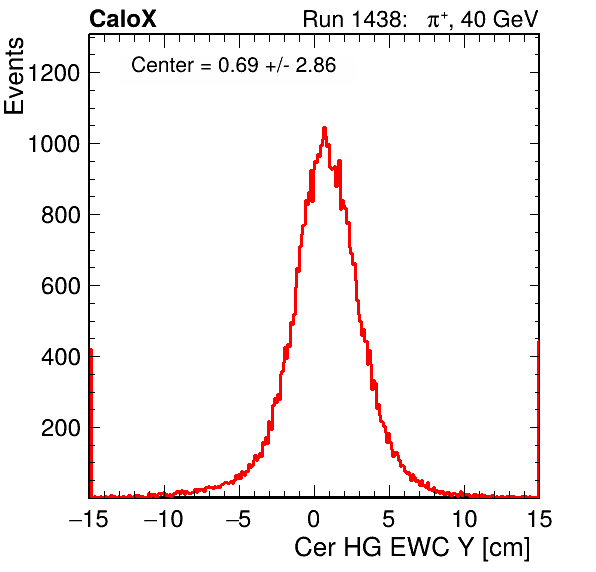 CaloX Run 1438: π⁺, 40 GeV
Events
Center = 0.69 +/- 2.86
1200
1000
800
600
400
200
−15 −10 −5 0 5 10 15
Cer HG EWC Y [cm]